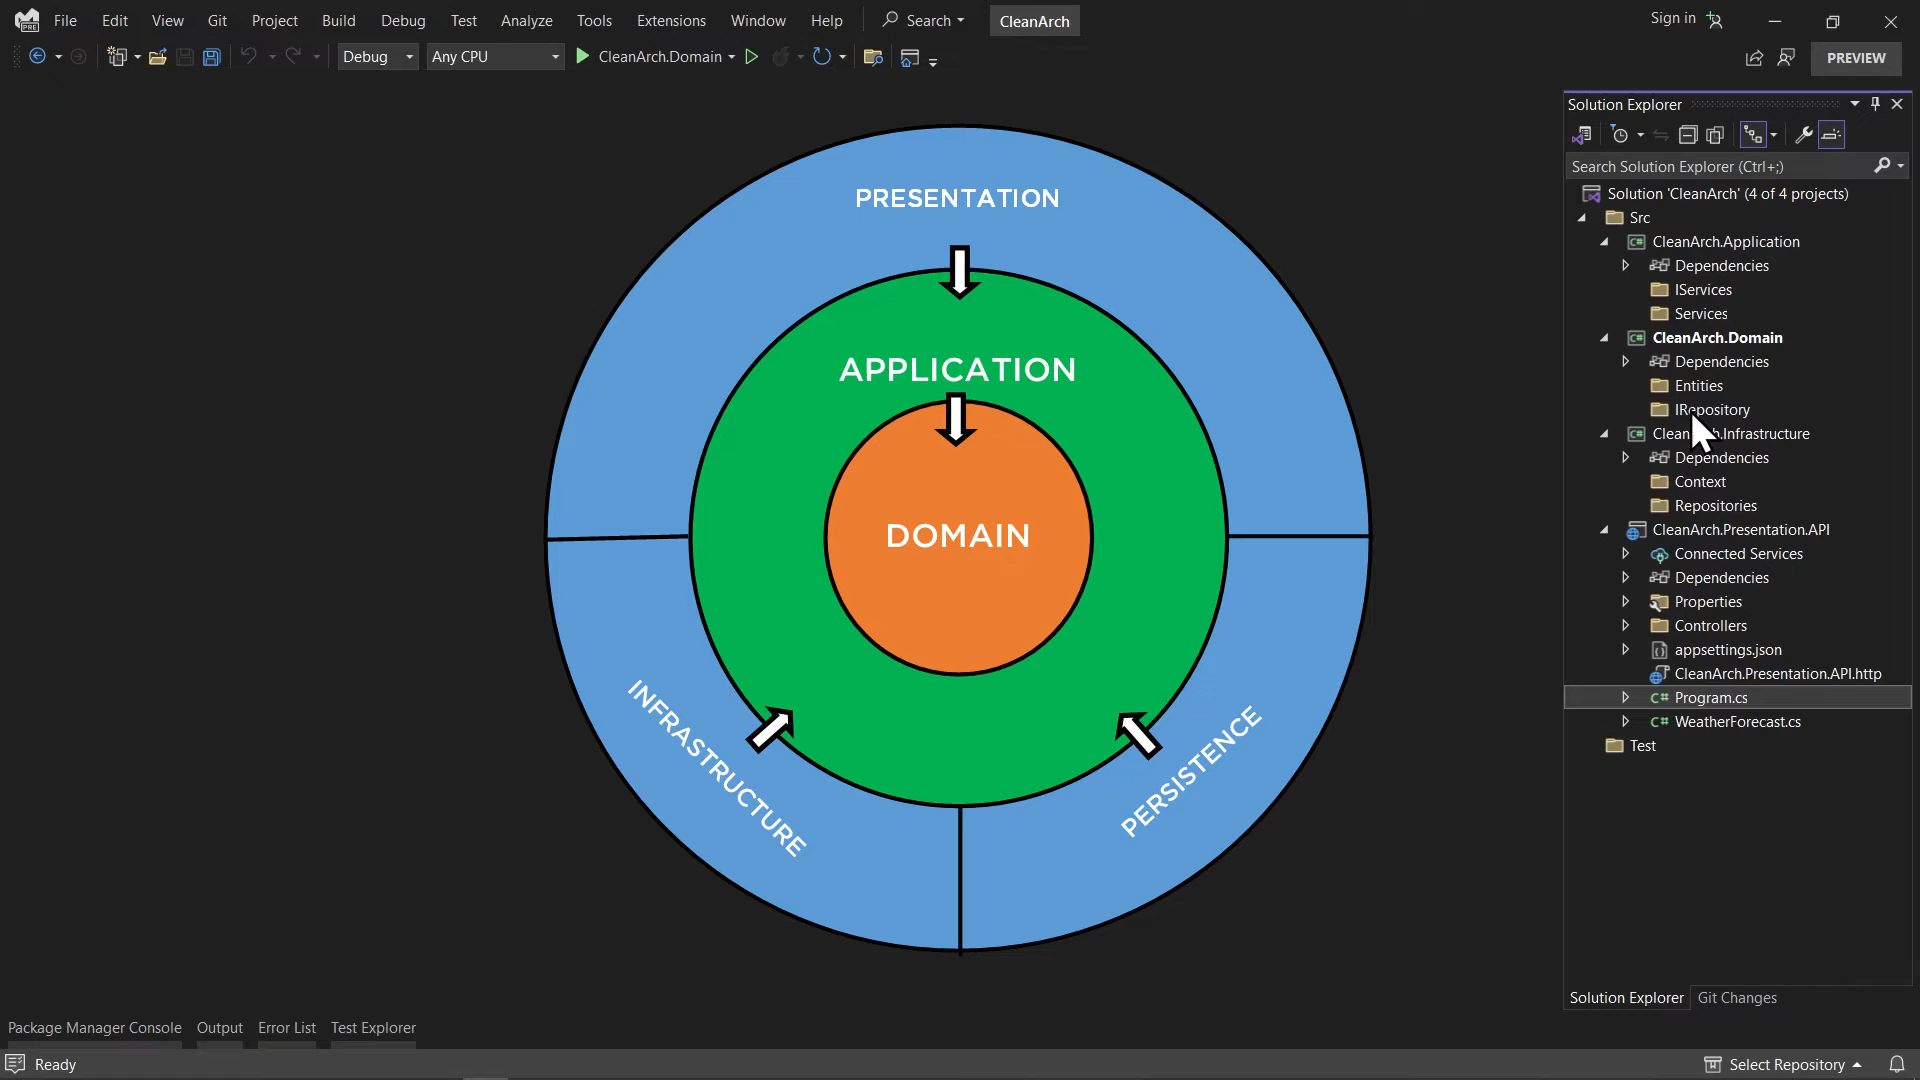 File Edit View Git Project Build Debug Test Analyze Tools Extensions Window Help Search CleanArch Sign in
PRE
Debug Any CPU CleanArch.Domain PREVIEW
PRESENTATION
APPLICATION
DOMAIN
INFRASTRUCTURE
PERSISTENCE
Solution Explorer
Search Solution Explorer (Ctrl+;)
Solution 'CleanArch' (4 of 4 projects)
Src
C# CleanArch.Application
Dependencies
IServices
Services
C# CleanArch.Domain
Dependencies
Entities
IRepository
C# CleanArch.Infrastructure
Dependencies
Context
Repositories
CleanArch.Presentation.API
Connected Services
Dependencies
Properties
Controllers
appsettings.json
CleanArch.Presentation.API.http
C# Program.cs
C# WeatherForecast.cs
Test
Solution Explorer Git Changes
Package Manager Console Output Error List Test Explorer
Ready Select Repository